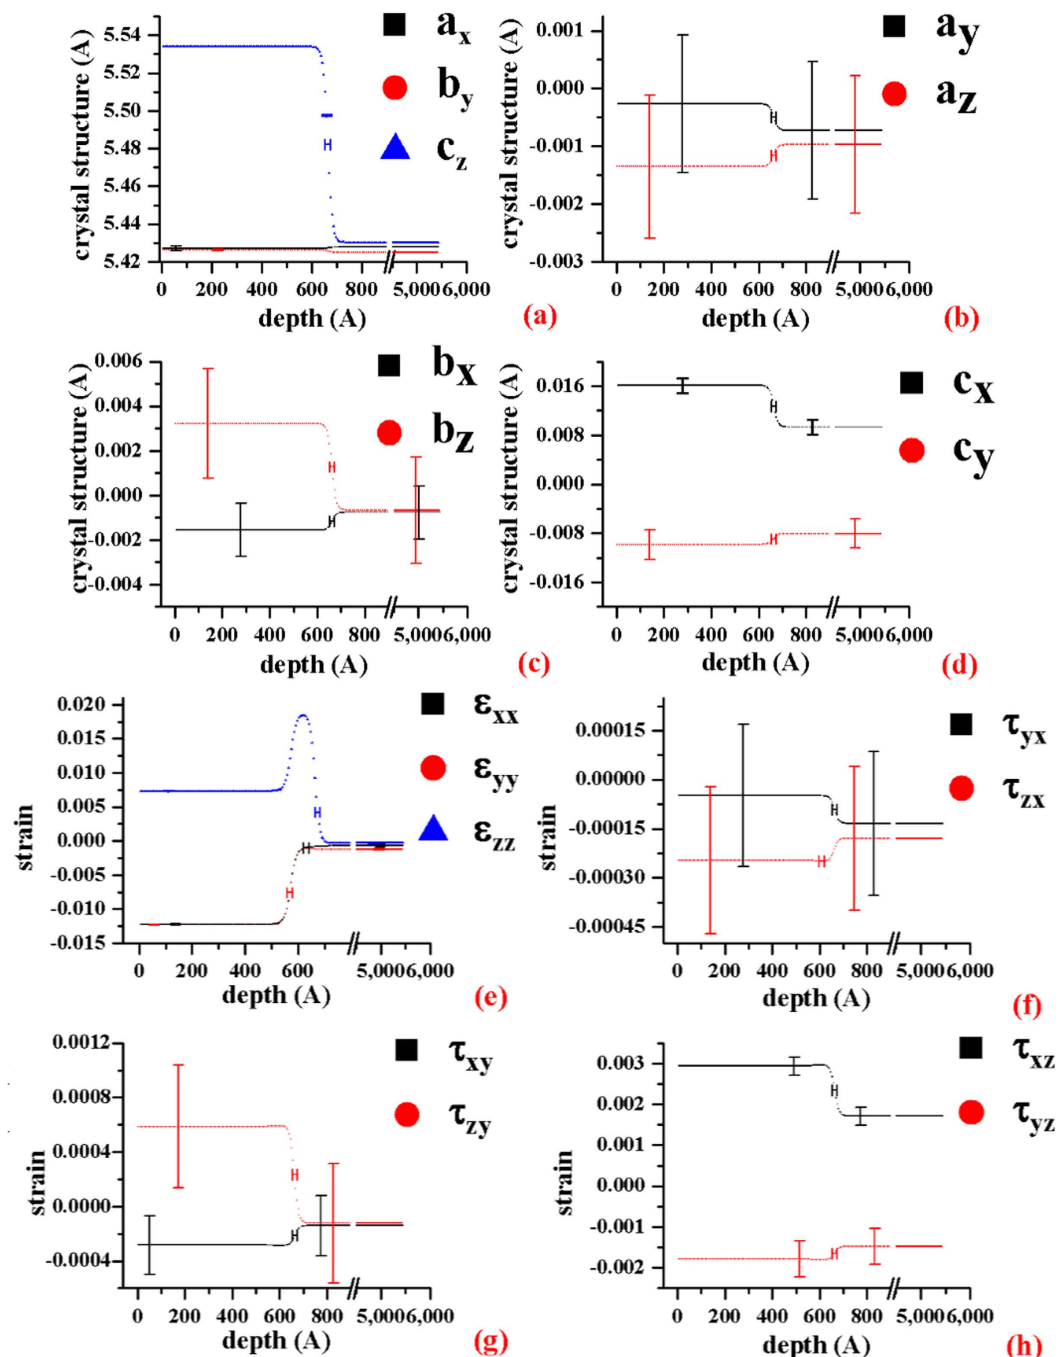 5.54
5.52
5.50
5.48
5.46
5.44
5.42
crystal structure (A)
0 200 400 600 800 5,000 6,000
depth (A)
a_x
b_y
c_z
(a)
0.001
0.000
-0.001
-0.002
-0.003
crystal structure (A)
0 200 400 600 800 5,000 6,000
depth (A)
a_y
a_z
(b)
0.006
0.004
0.002
0.000
-0.002
-0.004
crystal structure (A)
0 200 400 600 800 5,000 6,000
depth (A)
b_x
b_z
(c)
0.016
0.008
0.000
-0.008
-0.016
crystal structure (A)
0 200 400 600 800 5,000 6,000
depth (A)
c_x
c_y
(d)
0.020
0.015
0.010
0.005
0.000
-0.005
-0.010
-0.015
strain
0 200 400 600 5,000 6,000
depth (A)
ε_xx
ε_yy
ε_zz
(e)
0.00015
0.00000
-0.00015
-0.00030
-0.00045
strain
0 200 400 600 800 5,000 6,000
depth (A)
τ_yx
τ_zx
(f)
0.0012
0.0008
0.0004
0.0000
-0.0004
strain
0 200 400 600 800 5,000 6,000
depth (A)
τ_xy
τ_zy
(g)
0.003
0.002
0.001
0.000
-0.001
-0.002
strain
0 200 400 600 800 5,000 6,000
depth (A)
τ_xz
τ_yz
(h)